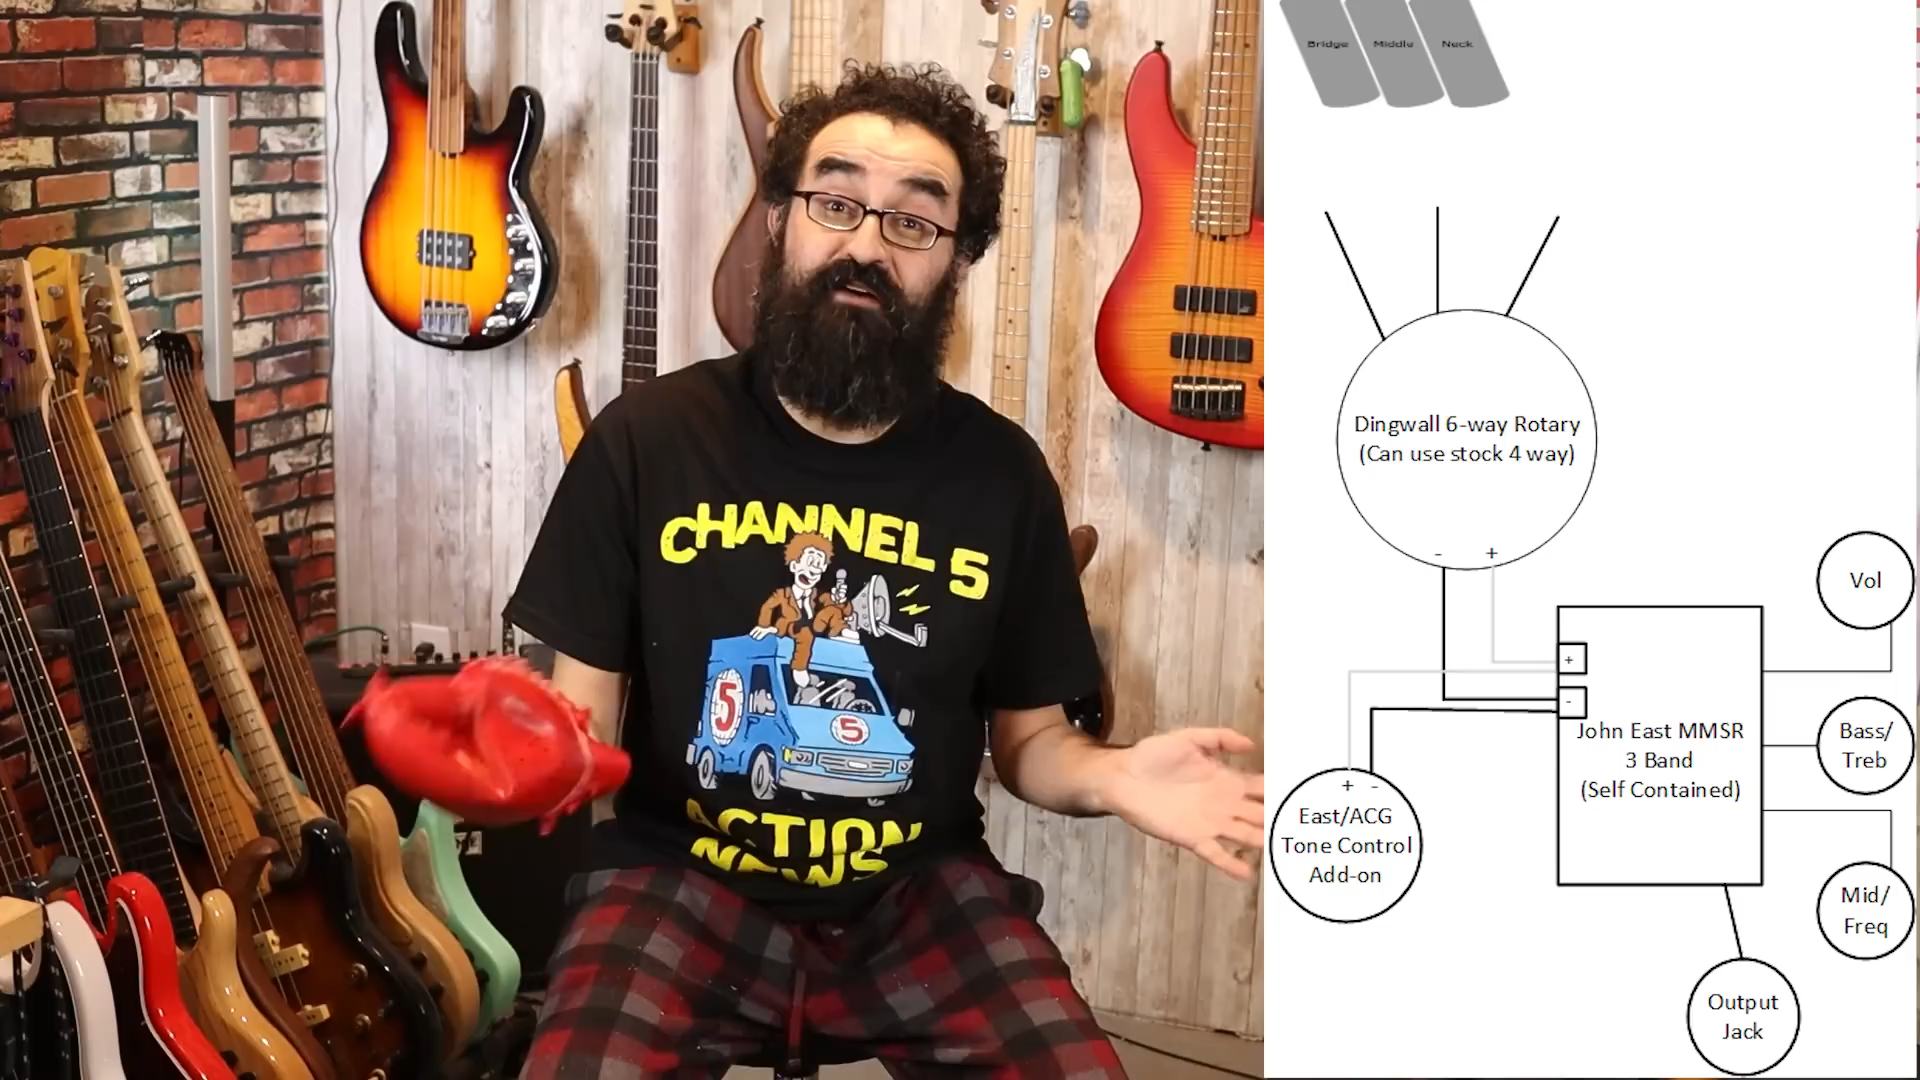 CHANNEL 5
5
5
ACTION
NEWS
Bridge
Middle
Neck
Dingwall 6-way Rotary
(Can use stock 4 way)
- +
Vol
+
-
John East MMSR
3 Band
(Self Contained)
Bass/
Treb
+ -
East/ACG
Tone Control
Add-on
Mid/
Freq
Output
Jack